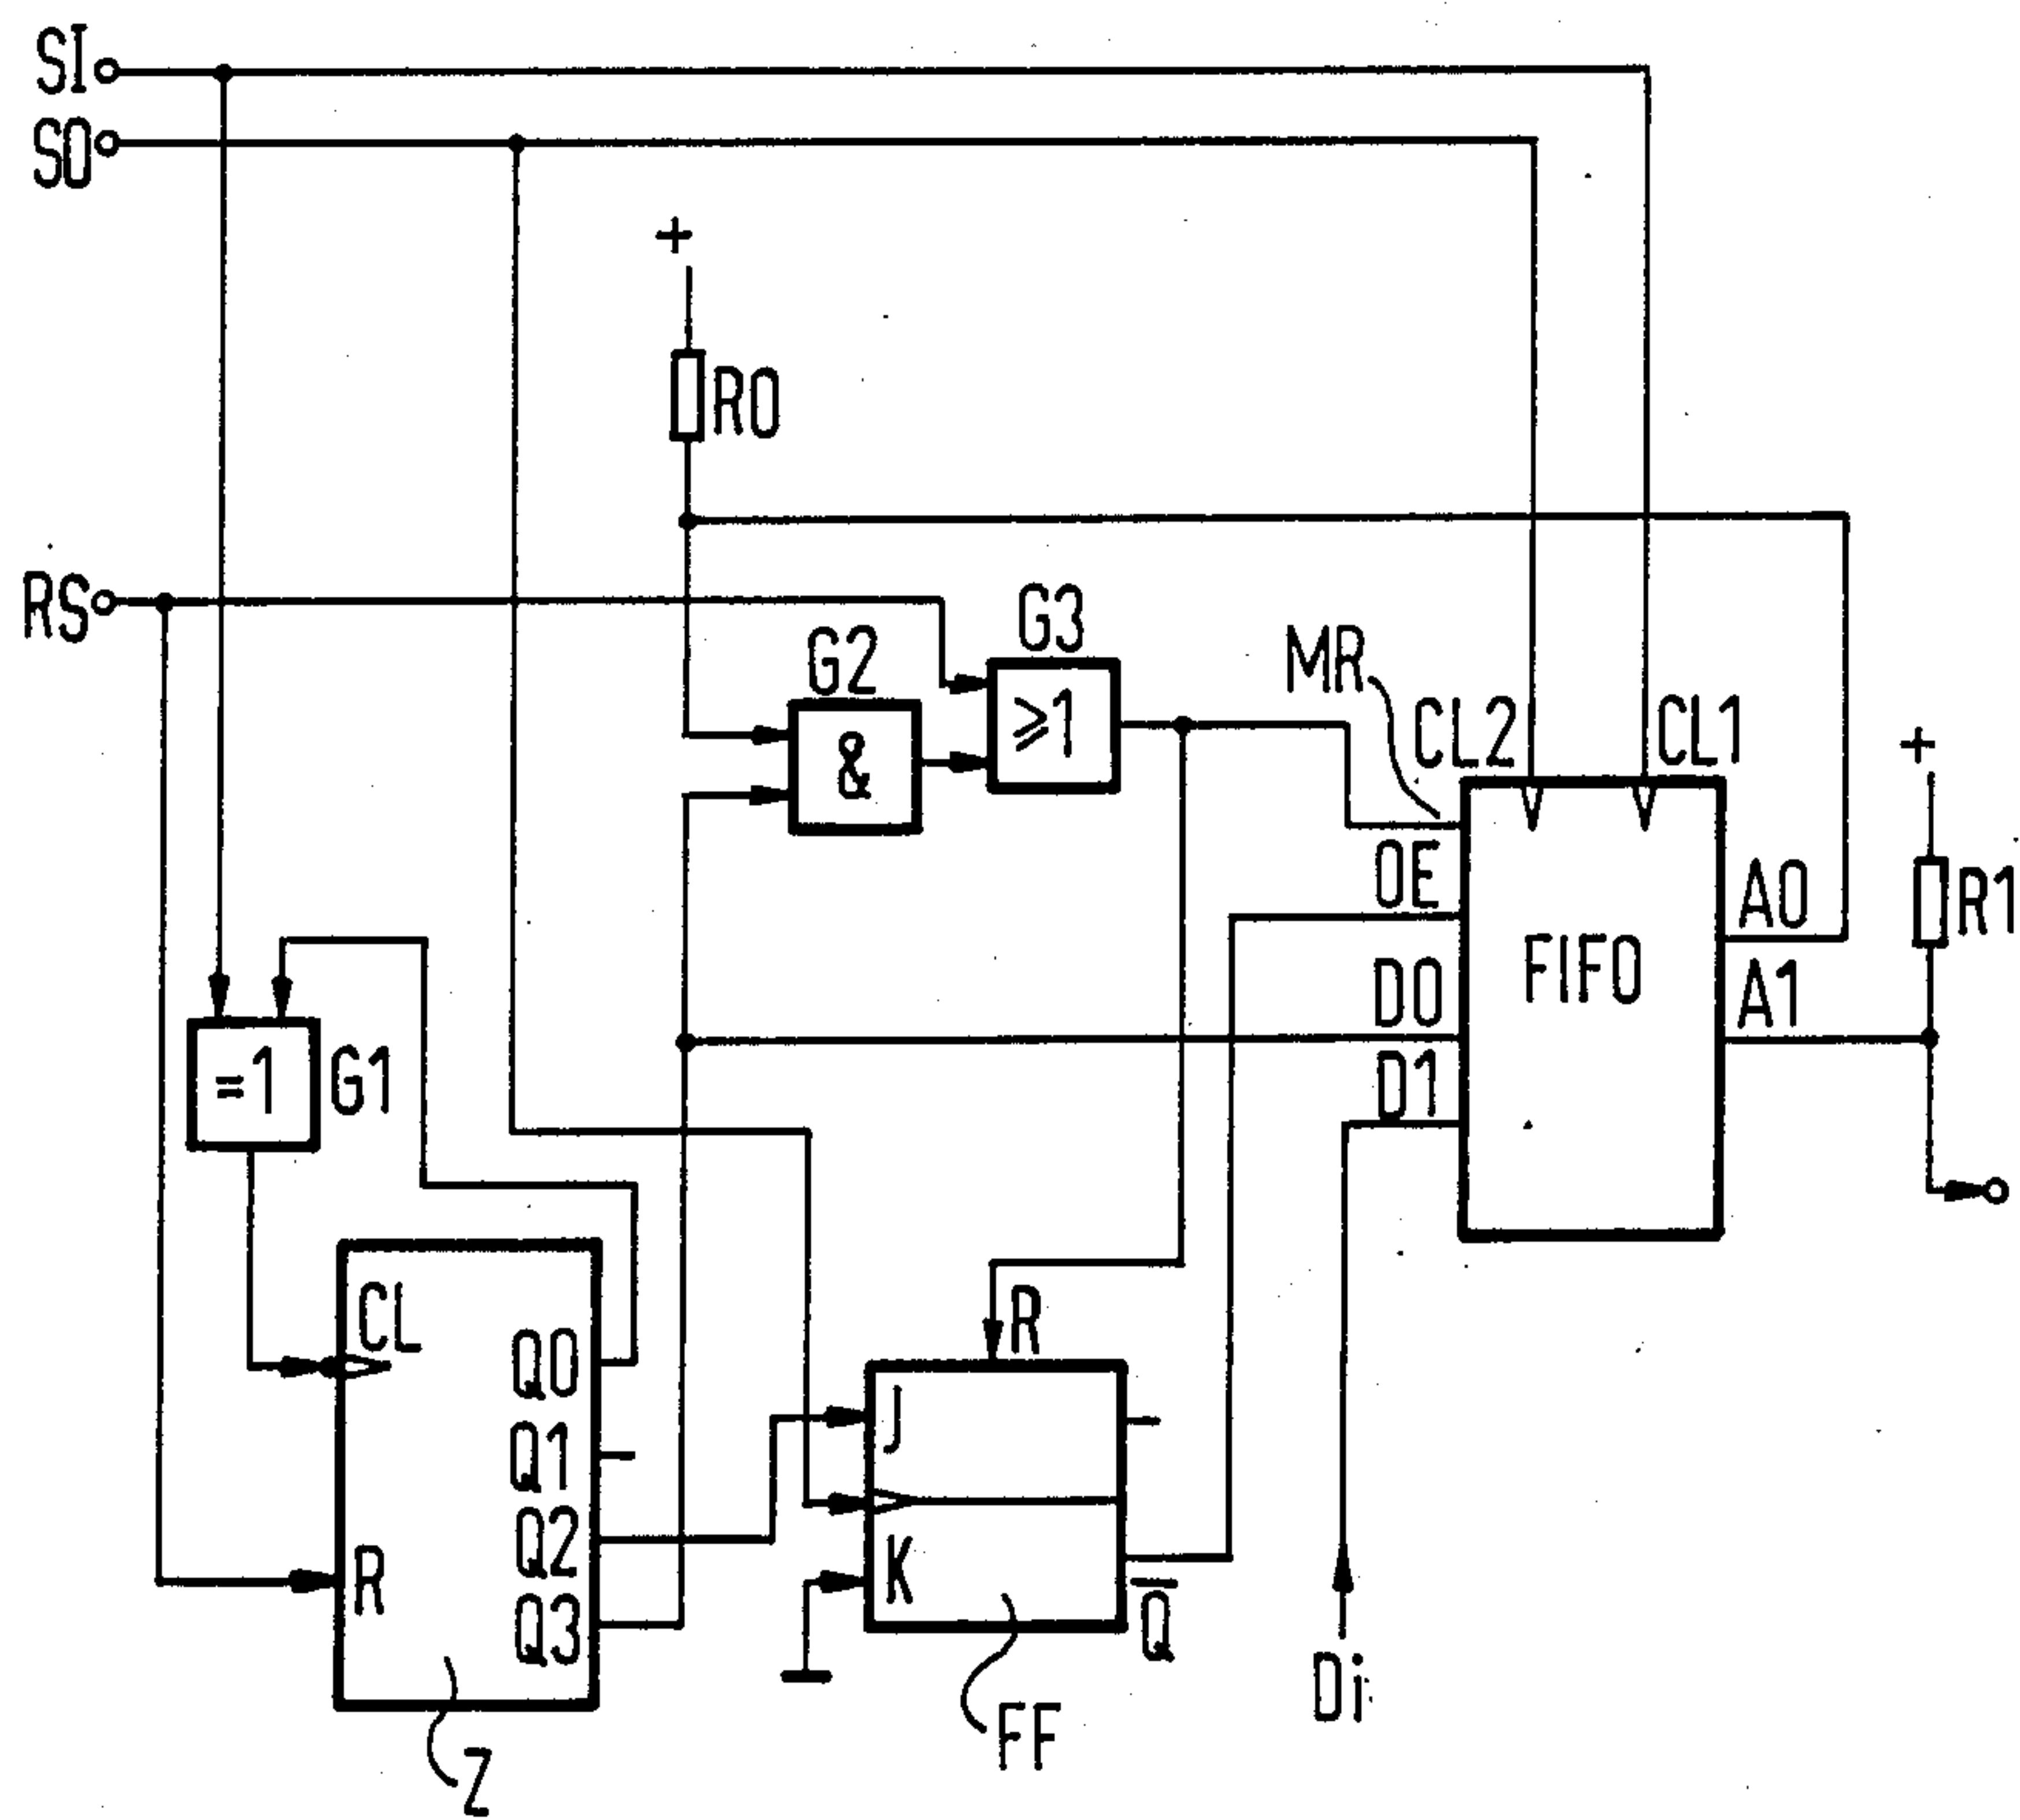 SI
SO
+
R0
RS
G3
G2
MR
≥1
CL2
CL1
&
+
OE
A0
R1
FIFO
D0
A1
D1
=1
G1
CL
R
Q0
J
Q1
Q2
K
R
Q3
Q̅
Di
FF
Z